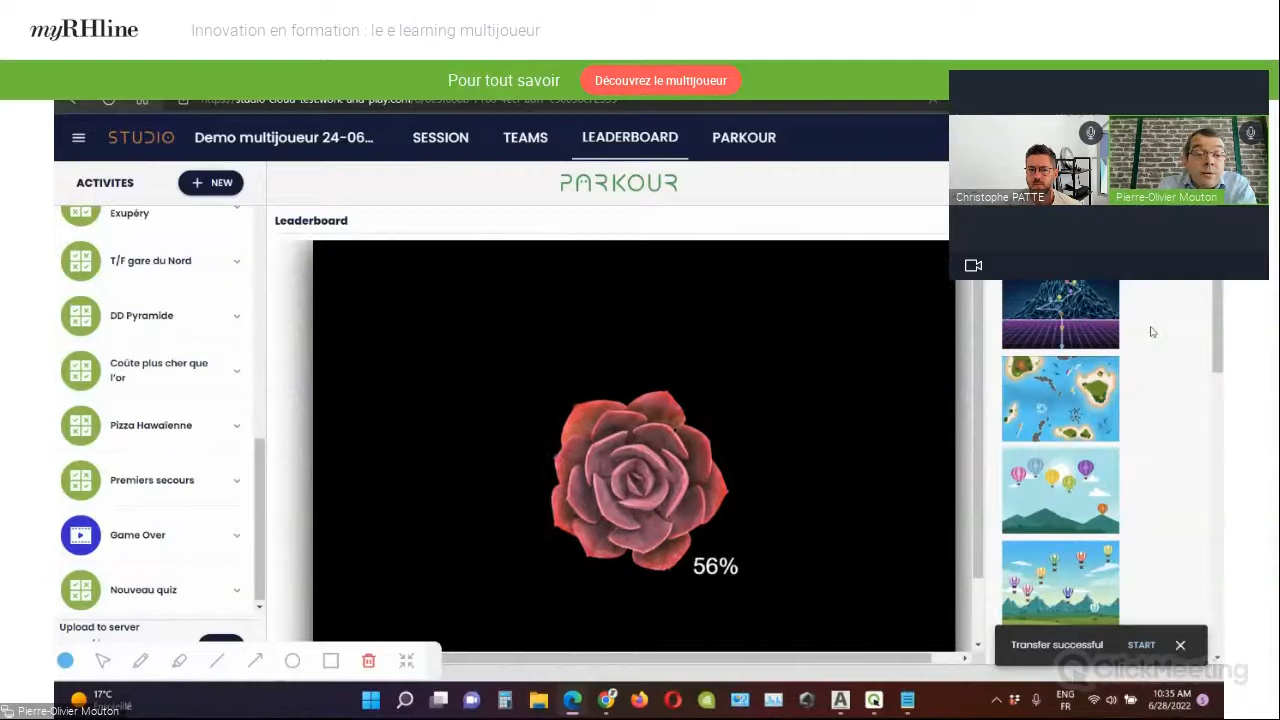 myRHline
Innovation en formation : le e learning multijoueur
Pour tout savoir
Découvrez le multijoueur
STUDIO
Demo multijoueur 24-06...
SESSION
TEAMS
LEADERBOARD
PARKOUR
ACTIVITES
+ NEW
PARKOUR
Christophe PATTE
Pierre-Olivier Mouton
Exupéry
Leaderboard
T/F gare du Nord
DD Pyramide
Coûte plus cher que
l'or
Pizza Hawaïenne
Premiers secours
Game Over
Nouveau quiz
56%
Upload to server
Transfer successful
START
ClickMeeting
17°C
Ensoleillé
ENG
FR
10:35 AM
6/28/2022
5
Pierre-Olivier Mouton